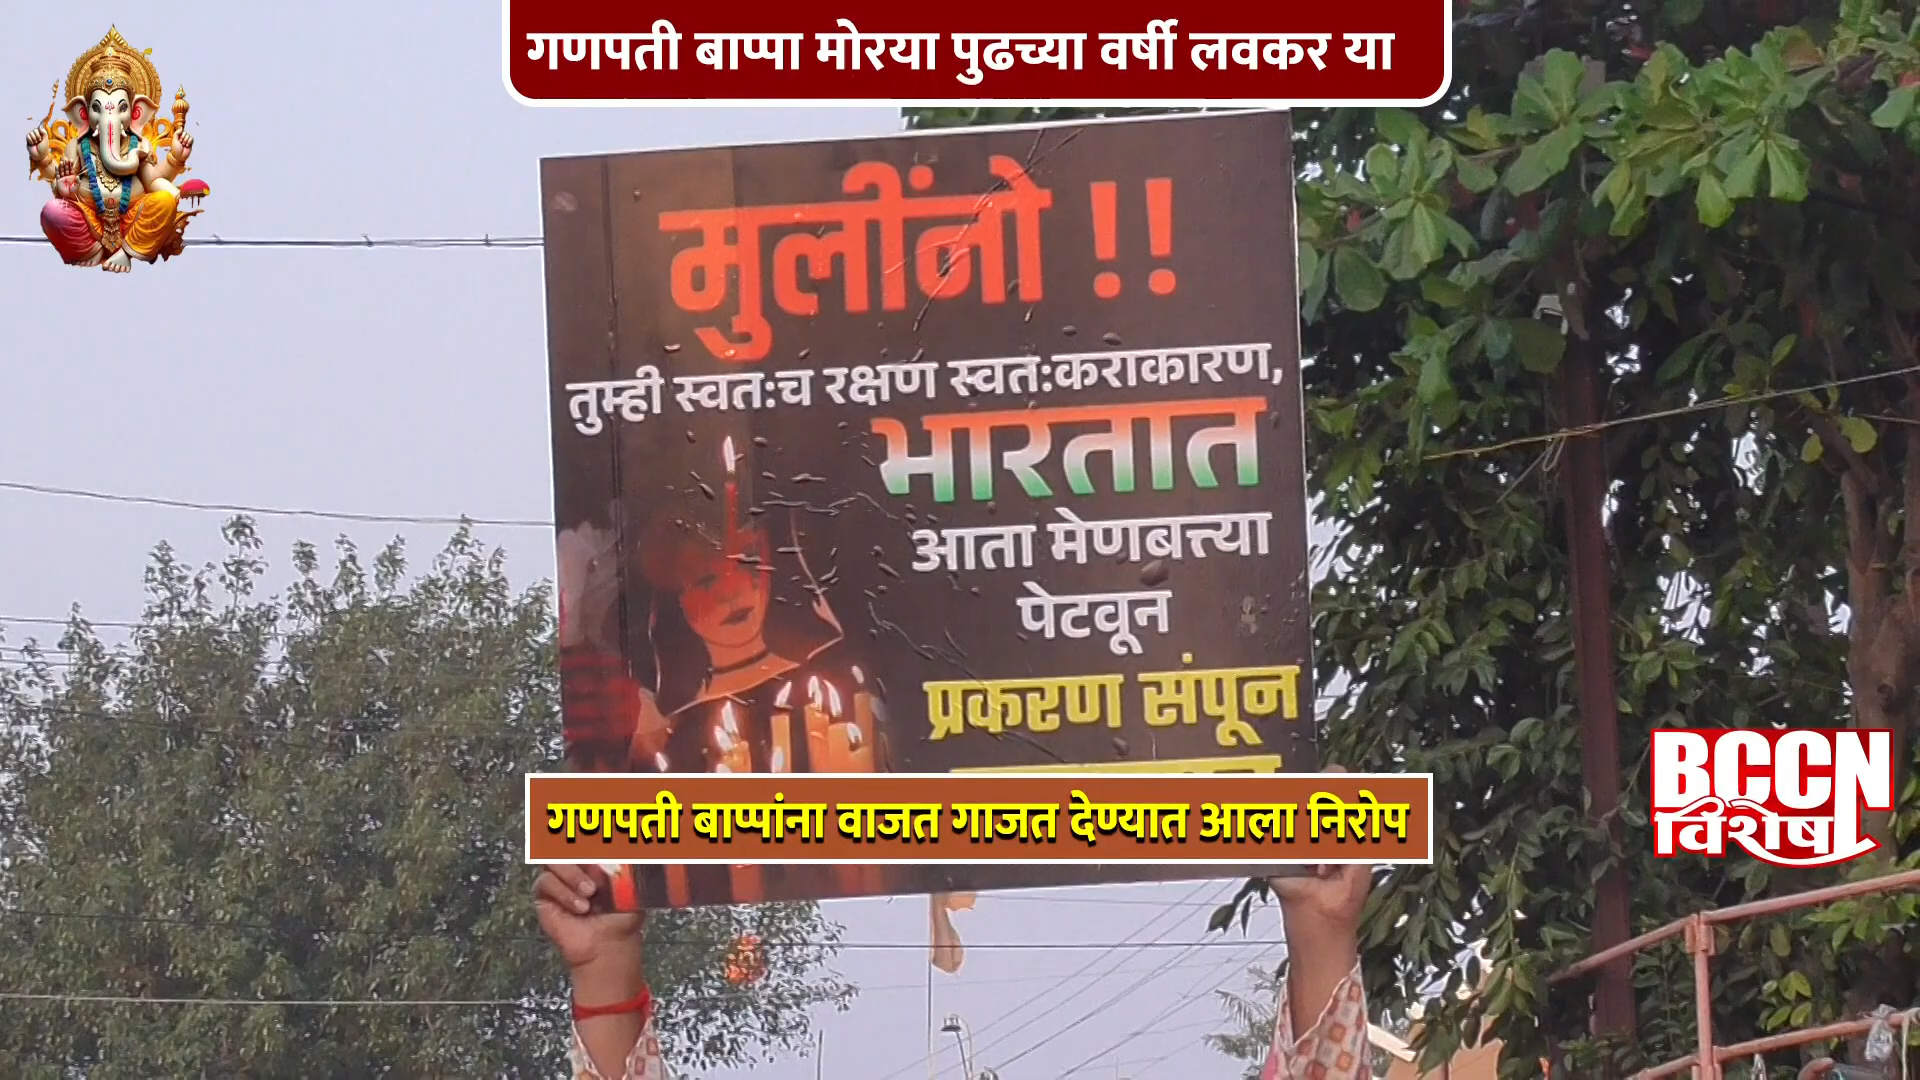 गणपती बाप्पा मोरया पुढच्या वर्षी लवकर या
मुलींनो !!
तुम्ही स्वतःच रक्षण स्वतःकराकारण,
भारतात
आता मेणबत्त्या
पेटवून
प्रकरण संपून
गणपती बाप्पांना वाजत गाजत देण्यात आला निरोप
BCCN
विशेष